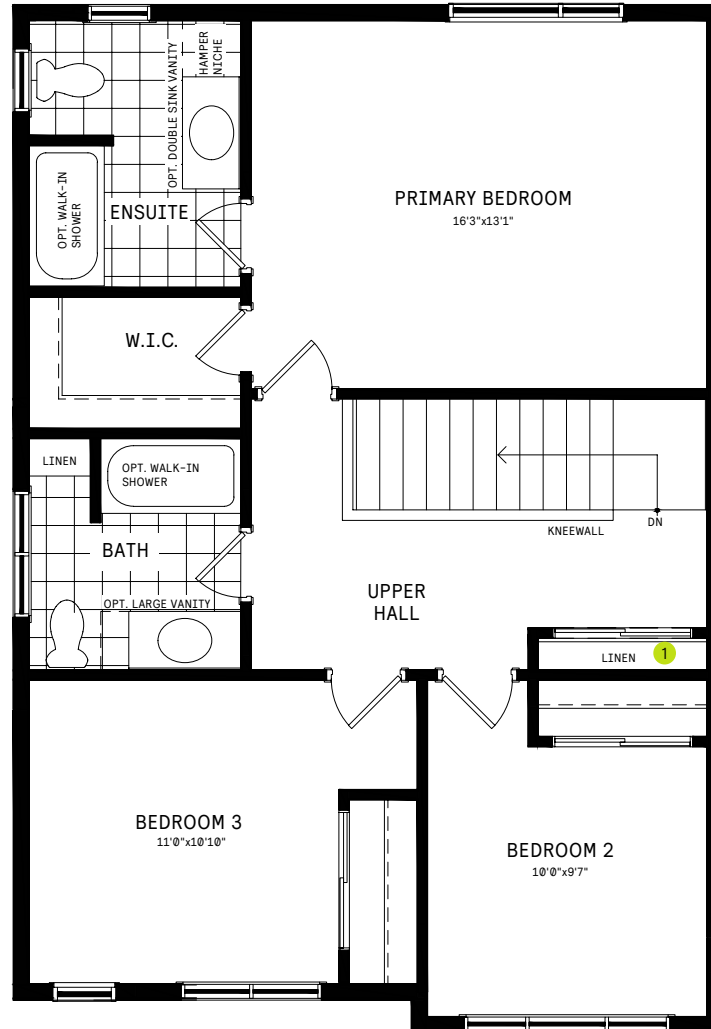 HAMPER
NICHE
OPT. DOUBLE SINK VANITY
OPT. WALK-IN
SHOWER
ENSUITE
PRIMARY BEDROOM
16'3"x13'1"
W.I.C.
LINEN
OPT. WALK-IN
SHOWER
BATH
OPT. LARGE VANITY
KNEEWALL
DN
UPPER
HALL
LINEN
1
BEDROOM 3
11'0"x10'10"
BEDROOM 2
10'0"x9'7"